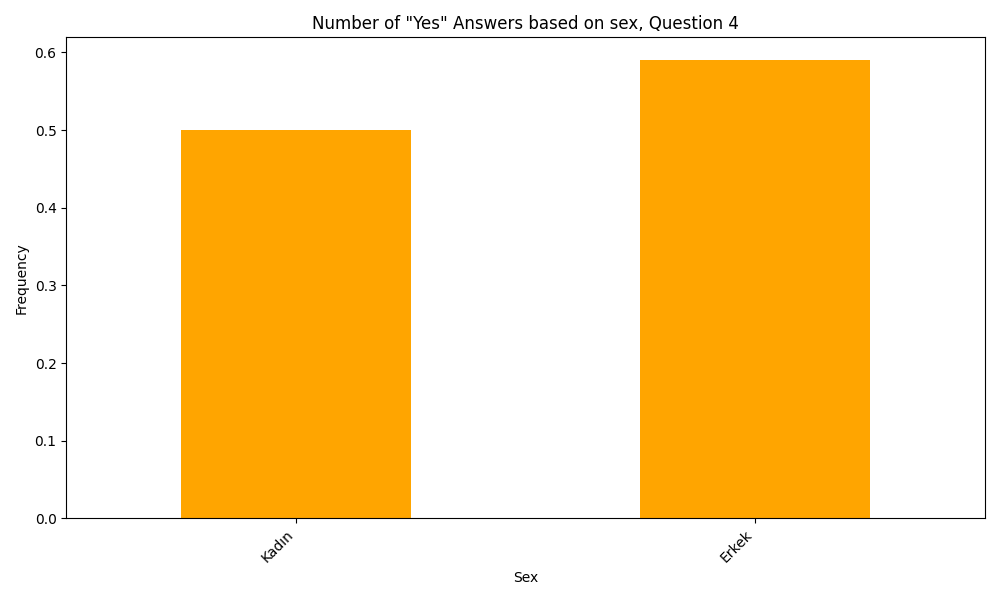 Number of "Yes" Answers based on sex, Question 4
Frequency
0.6
0.5
0.4
0.3
0.2
0.1
0.0
Kadın
Erkek
Sex